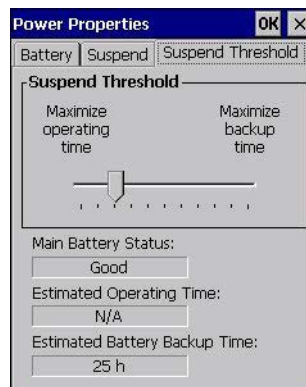 Power Properties OK ×
Battery Suspend Suspend Threshold
Suspend Threshold
Maximize Maximize
operating backup
time time
Main Battery Status:
Good
Estimated Operating Time:
N/A
Estimated Battery Backup Time:
25 h